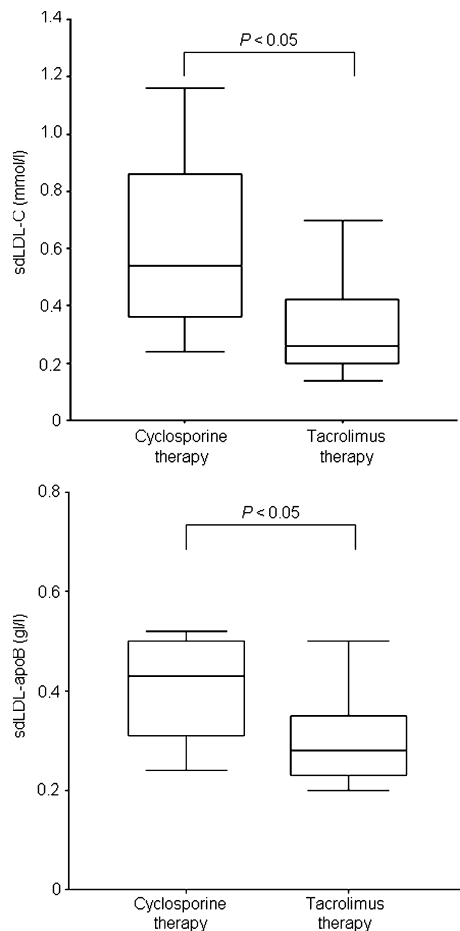 1.4
P < 0.05
1.2
1.0
0.8
0.6
0.4
0.2
0
sdLDL-C (mmol/l)
Cyclosporine therapy
Tacrolimus therapy
0.8
P < 0.05
0.6
0.4
0.2
0
sdLDL-apoB (gl/l)
Cyclosporine therapy
Tacrolimus therapy